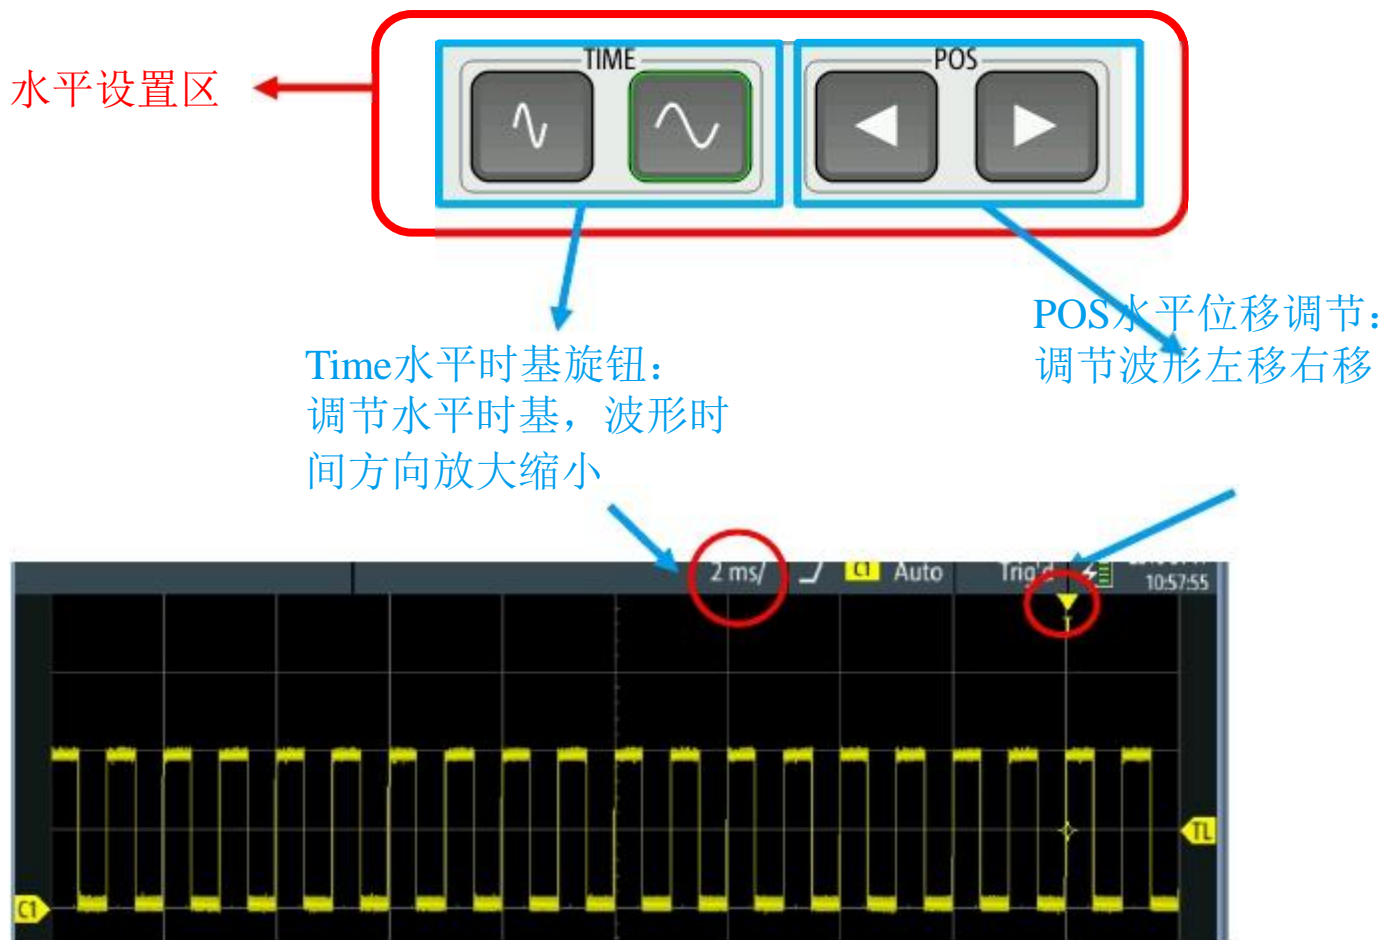 TIME
POS
水平设置区
POS水平位移调节：
调节波形左移右移
Time水平时基旋钮：
调节水平时基，波形时
间方向放大缩小
2 ms/
C1
Auto
Trig'd
10:57:55
T
TL
C1